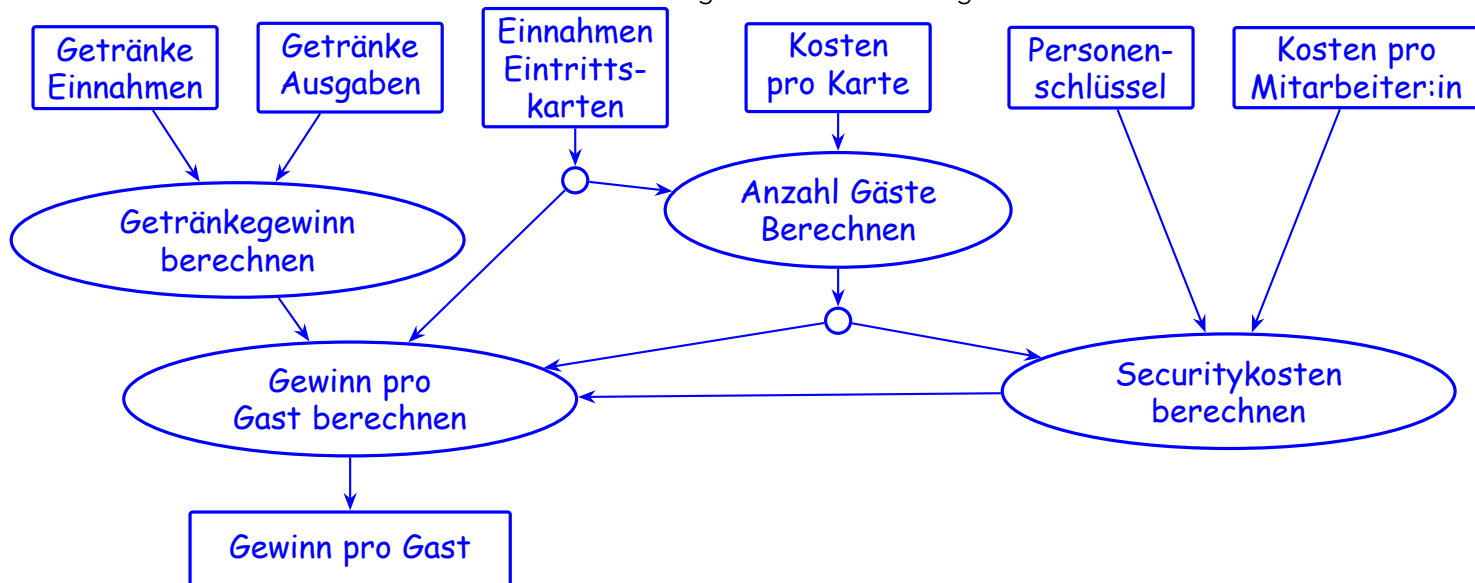 Getränke
Einnahmen
Getränke
Ausgaben
Einnahmen
Eintritts-
karten
Kosten
pro Karte
Personen-
schlüssel
Kosten pro
Mitarbeiter:in
Getränkegewinn
berechnen
Anzahl Gäste
Berechnen
Gewinn pro
Gast berechnen
Securitykosten
berechnen
Gewinn pro Gast